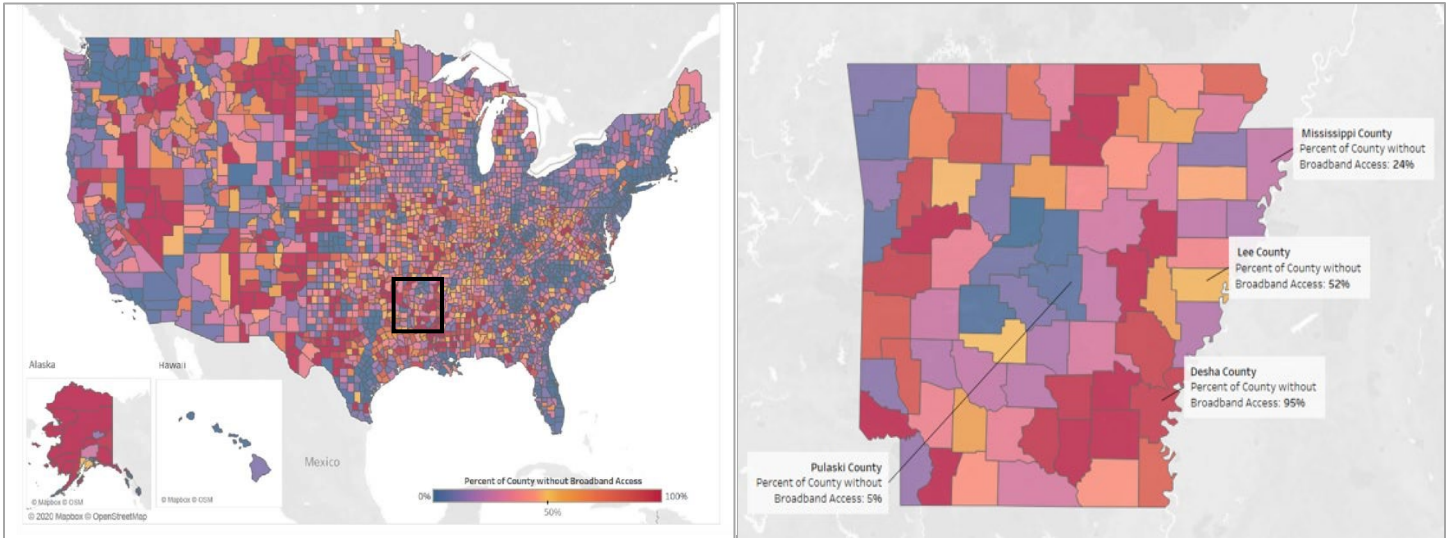 Alaska
Hawaii
Mexico
© Mapbox © OSM
© Mapbox © OSM
© 2020 Mapbox © OpenStreetMap
Percent of County without Broadband Access
0%
100%
50%
Mississippi County
Percent of County without
Broadband Access: 24%
Lee County
Percent of County without
Broadband Access: 52%
Desha County
Percent of County without
Broadband Access: 95%
Pulaski County
Percent of County without
Broadband Access: 5%